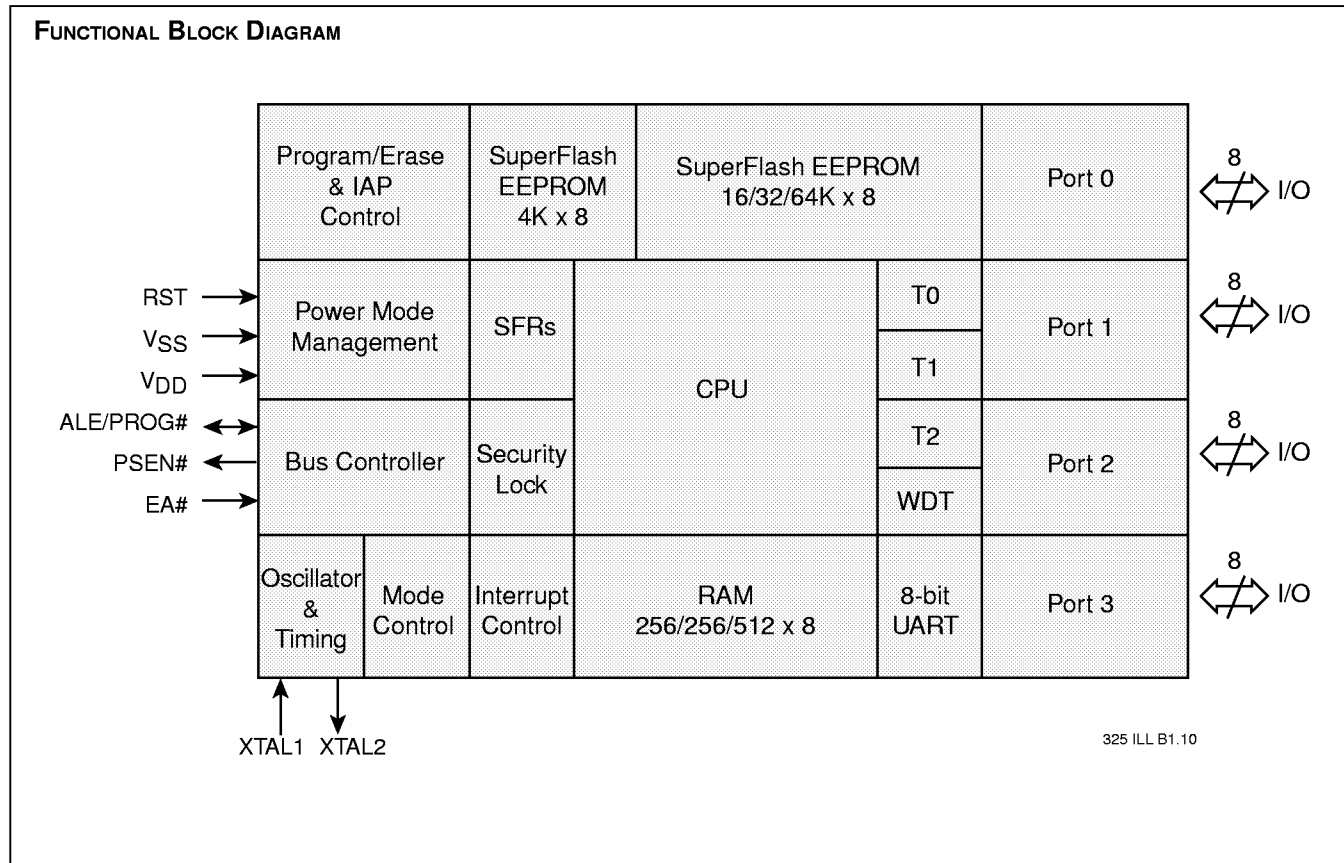 FUNCTIONAL BLOCK DIAGRAM
Program/Erase
& IAP
Control
SuperFlash
EEPROM
4K x 8
SuperFlash EEPROM
16/32/64K x 8
Port 0
8
I/O
RST
VSS
VDD
Power Mode
Management
SFRs
CPU
T0
T1
Port 1
8
I/O
ALE/PROG#
PSEN#
EA#
Bus Controller
Security
Lock
T2
WDT
Port 2
8
I/O
Oscillator
&
Timing
Mode
Control
Interrupt
Control
RAM
256/256/512 x 8
8-bit
UART
Port 3
8
I/O
XTAL1
XTAL2
325 ILL B1.10